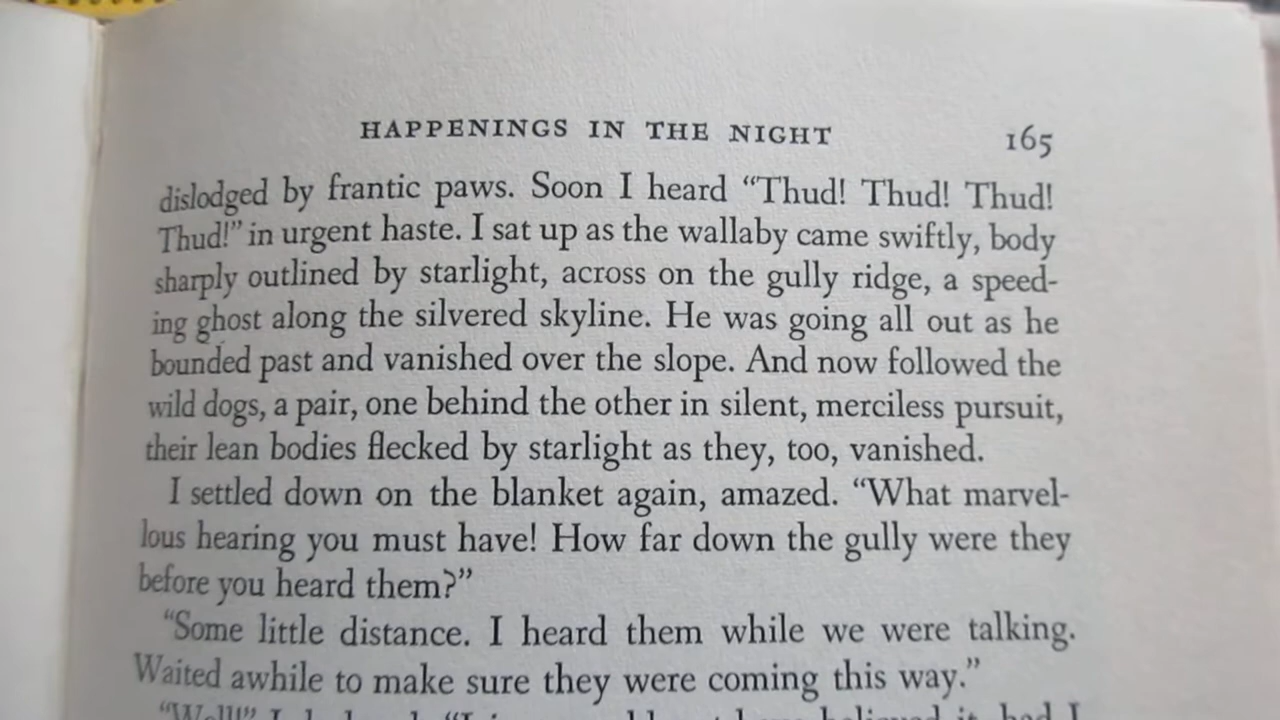 HAPPENINGS IN THE NIGHT 165
dislodged by frantic paws. Soon I heard “Thud! Thud! Thud!
Thud!” in urgent haste. I sat up as the wallaby came swiftly, body
sharply outlined by starlight, across on the gully ridge, a speed-
ing ghost along the silvered skyline. He was going all out as he
bounded past and vanished over the slope. And now followed the
wild dogs, a pair, one behind the other in silent, merciless pursuit,
their lean bodies flecked by starlight as they, too, vanished.
I settled down on the blanket again, amazed. “What marvel-
lous hearing you must have! How far down the gully were they
before you heard them?”
“Some little distance. I heard them while we were talking.
Waited awhile to make sure they were coming this way.”
“Well!” I believed it, had I